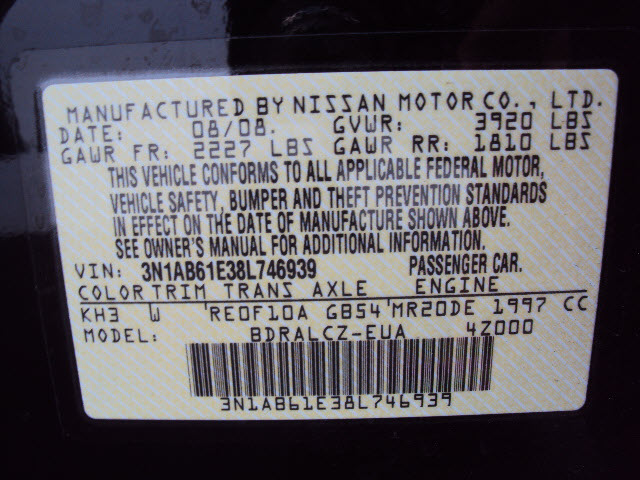 MANUFACTURED BY NISSAN MOTOR CO., LTD.
DATE: 08/08. GVWR: 3920 LBS
GAWR FR: 2227 LBS GAWR RR: 1810 LBS
THIS VEHICLE CONFORMS TO ALL APPLICABLE FEDERAL MOTOR,
VEHICLE SAFETY, BUMPER AND THEFT PREVENTION STANDARDS
IN EFFECT ON THE DATE OF MANUFACTURE SHOWN ABOVE.
SEE OWNER'S MANUAL FOR ADDITIONAL INFORMATION.
VIN: 3N1AB61E38L746939 PASSENGER CAR.
COLOR TRIM TRANS AXLE ENGINE
KH3 W 'RE0F10A GB54'MR20DE 1997 CC
MODEL: BDRALCZ-EUA 4Z000
3N1AB61E38L746939